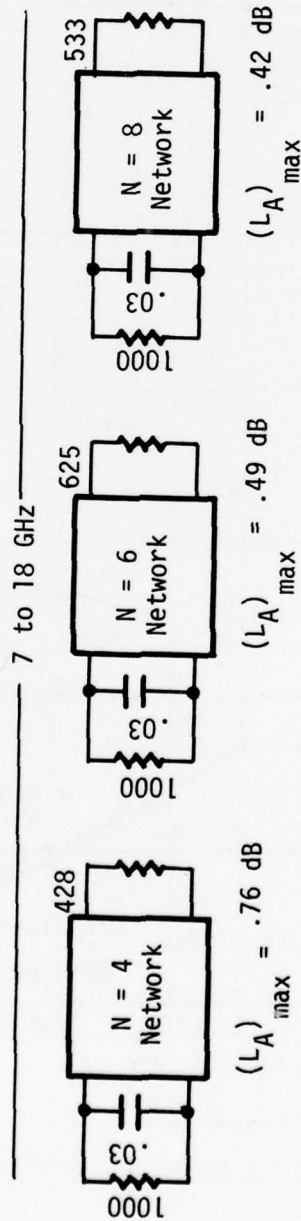 7 to 18 GHz
1000
.03
N = 4
Network
428
(L_A)max = .76 dB
1000
.03
N = 6
Network
625
(L_A)max = .49 dB
1000
.03
N = 8
Network
533
(L_A)max = .42 dB